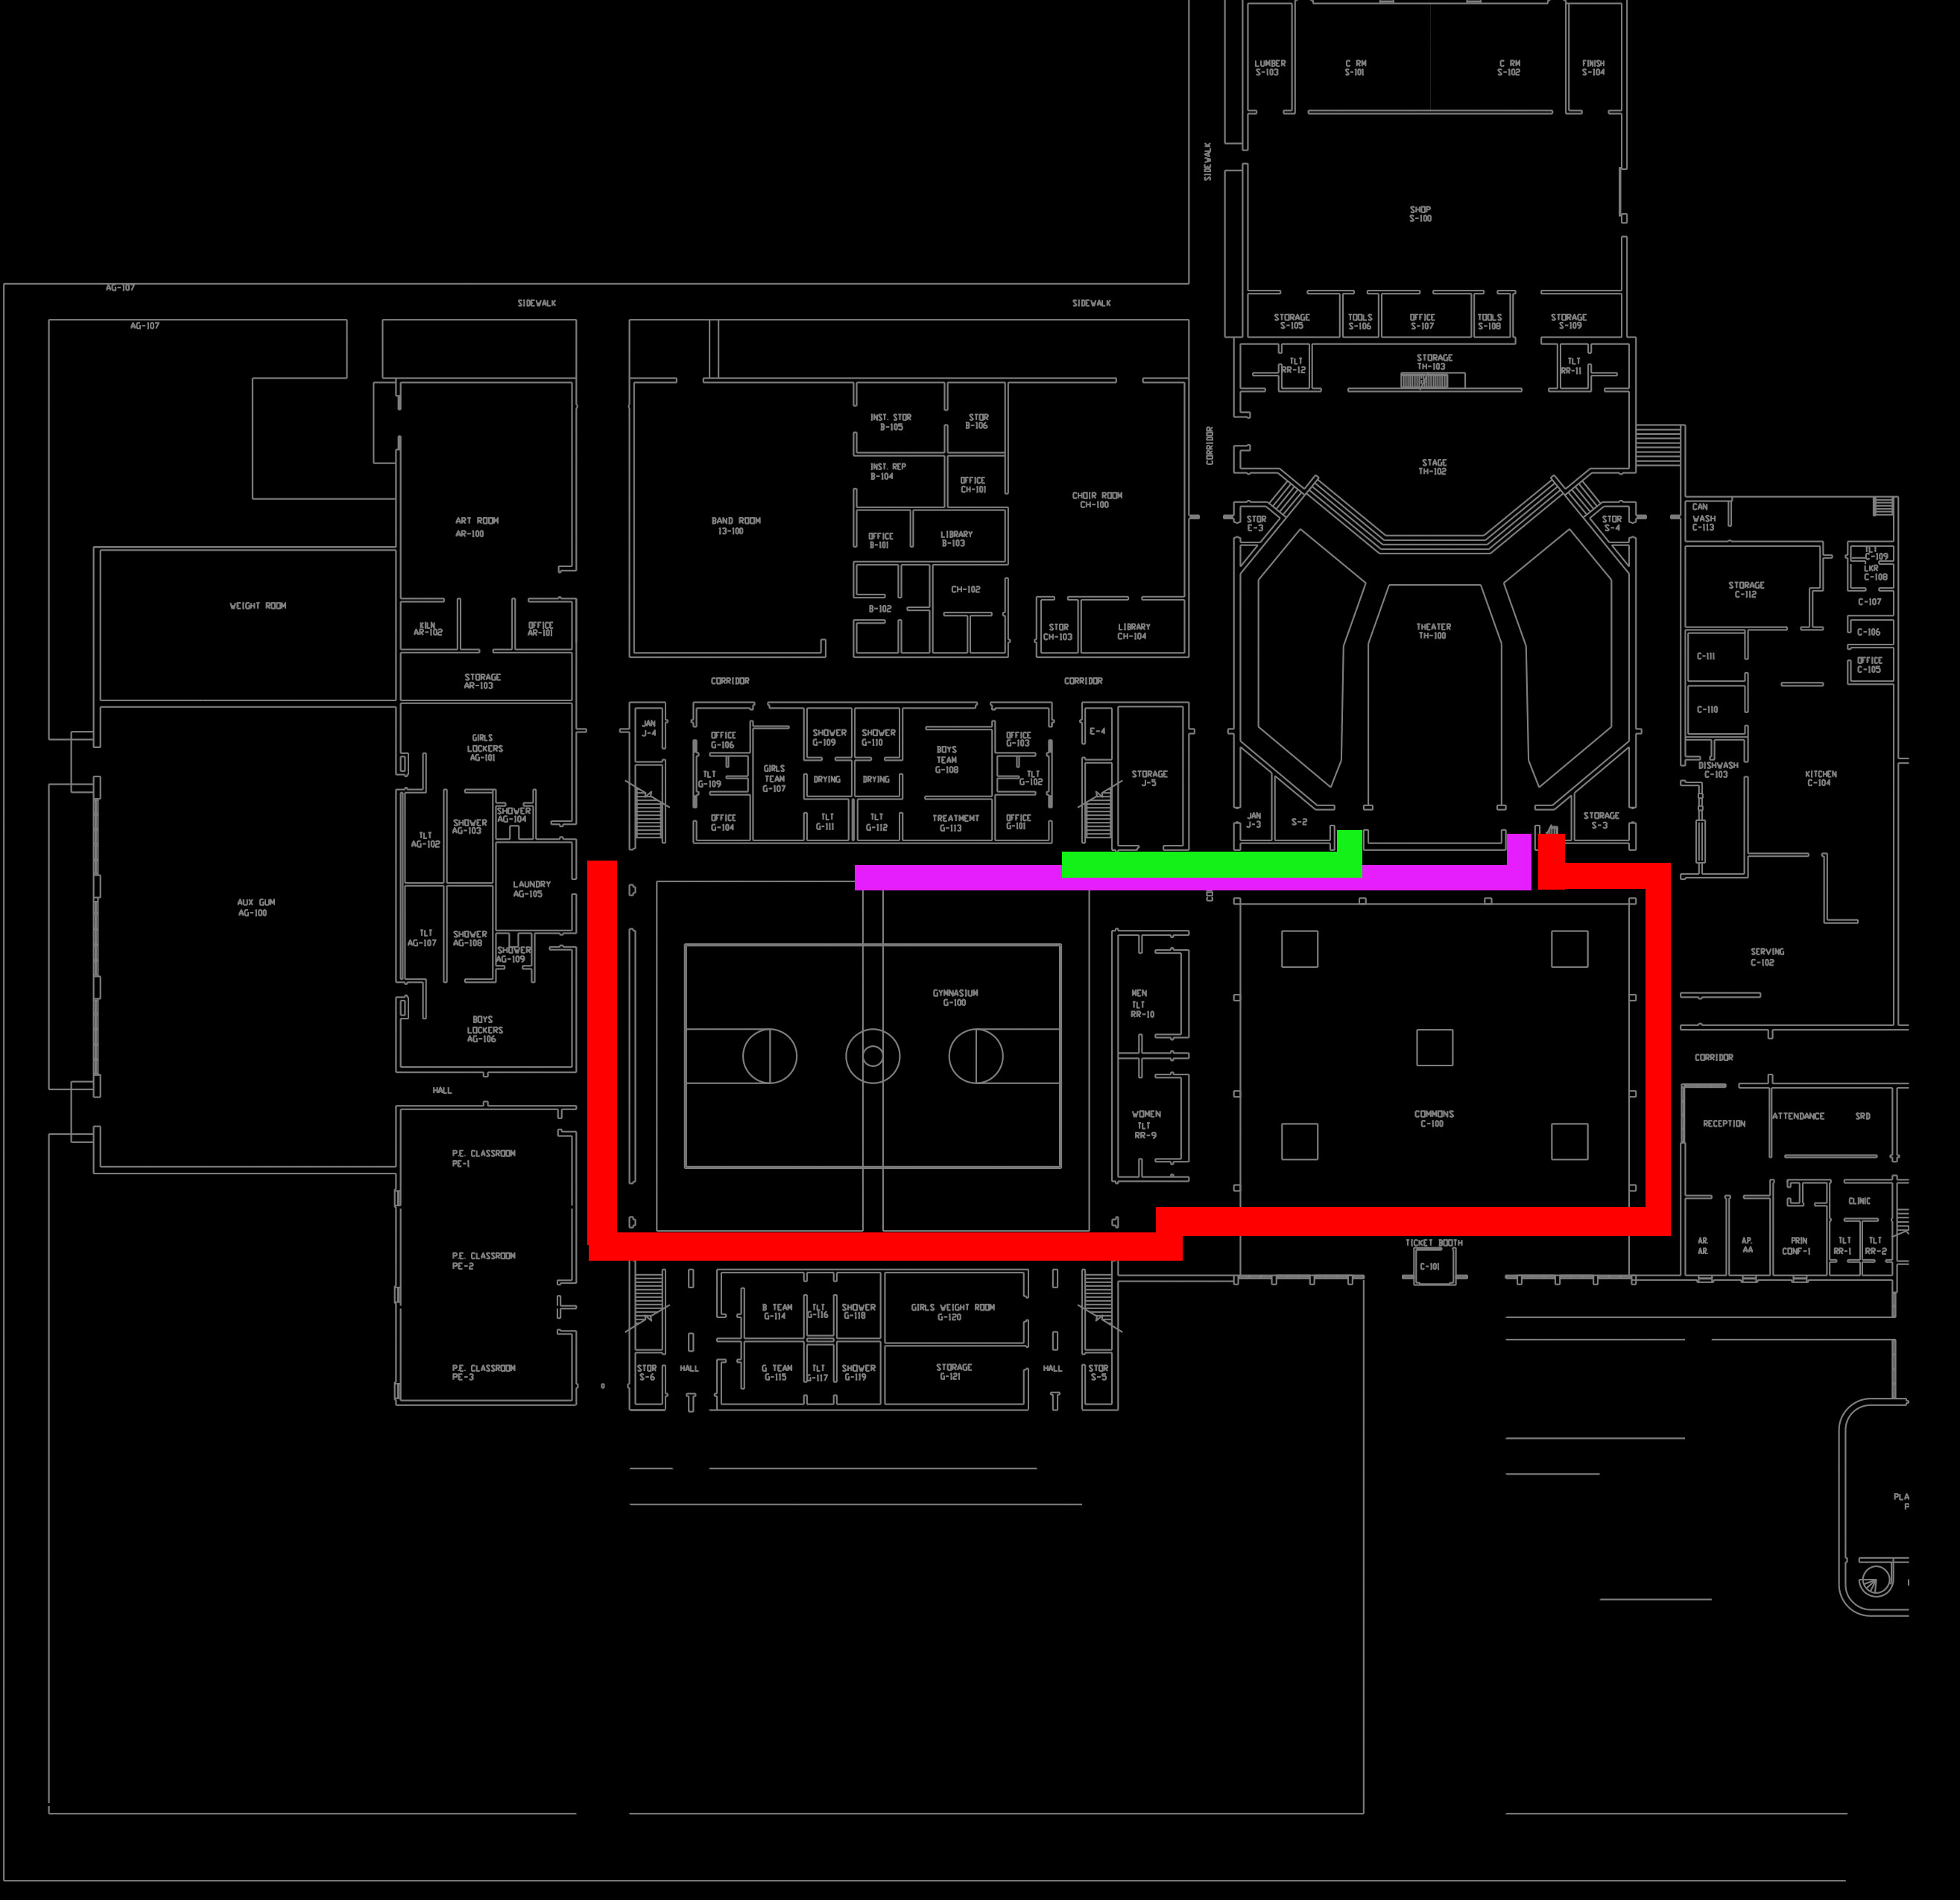 LUMBER
S-103
C RM
S-101
C RM
S-102
FINISH
S-104
SIDEWALK
SHOP
S-100
AG-107
SIDEWALK
SIDEWALK
AG-107
STORAGE
S-105
TOOLS
S-106
OFFICE
S-107
TOOLS
S-108
STORAGE
S-109
TLT
RR-12
STORAGE
TH-103
TLT
RR-11
INST. STOR
B-105
STOR
B-106
CORRIDOR
STAGE
TH-102
INST. REP
B-104
OFFICE
CH-101
CHOIR ROOM
CH-100
ART ROOM
AR-100
BAND ROOM
13-100
OFFICE
B-101
LIBRARY
B-103
STOR
E-3
STOR
S-4
CAN
WASH
C-113
TLT
C-109
LKR
C-108
STORAGE
C-112
C-107
WEIGHT ROOM
CH-102
B-102
KILN
AR-102
OFFICE
AR-101
STOR
CH-103
LIBRARY
CH-104
THEATER
TH-100
C-106
C-111
OFFICE
C-105
STORAGE
AR-103
CORRIDOR
CORRIDOR
C-110
JAN
J-4
OFFICE
G-106
SHOWER
G-109
SHOWER
G-110
BOYS
TEAM
G-108
OFFICE
G-103
E-4
GIRLS
LOCKERS
AG-101
TLT
G-109
GIRLS
TEAM
G-107
DRYING
DRYING
TLT
G-102
STORAGE
J-5
DISHWASH
C-103
KITCHEN
C-104
SHOWER
AG-104
SHOWER
AG-103
TLT
AG-102
OFFICE
G-104
TLT
G-111
TLT
G-112
TREATMEMT
G-113
OFFICE
G-101
JAN
J-3
S-2
STORAGE
S-3
LAUNDRY
AG-105
AUX GUM
AG-100
CO
TLT
AG-107
SHOWER
AG-108
SHOWER
AG-109
SERVING
C-102
GYMNASIUM
G-100
MEN
TLT
RR-10
BOYS
LOCKERS
AG-106
HALL
CORRIDOR
WOMEN
TLT
RR-9
COMMONS
C-100
RECEPTION
ATTENDANCE
SRD
P.E. CLASSROOM
PE-1
CLINIC
TICKET BOOTH
C-101
AR.
AR.
AP.
AA
PRIN
CONF-1
TLT
RR-1
TLT
RR-2
P.E. CLASSROOM
PE-2
B TEAM
G-114
TLT
G-116
SHOWER
G-118
GIRLS WEIGHT ROOM
G-120
P.E. CLASSROOM
PE-3
STOR
S-6
HALL
G TEAM
G-115
TLT
G-117
SHOWER
G-119
STORAGE
G-121
HALL
STOR
S-5
PLA
P